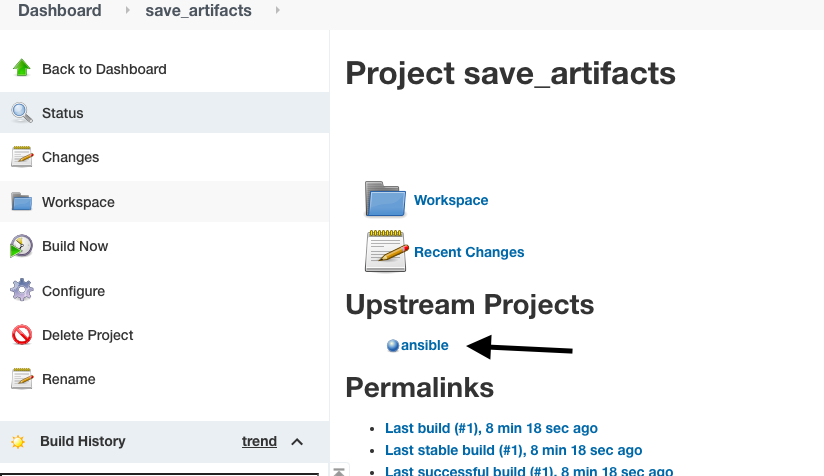 Dashboard save_artifacts
Back to Dashboard
Status
Changes
Workspace
Build Now
Configure
Delete Project
Rename
Build History trend
Project save_artifacts
Workspace
Recent Changes
Upstream Projects
ansible
Permalinks
Last build (#1), 8 min 18 sec ago
Last stable build (#1), 8 min 18 sec ago
Last successful build (#1), 8 min 18 sec ago